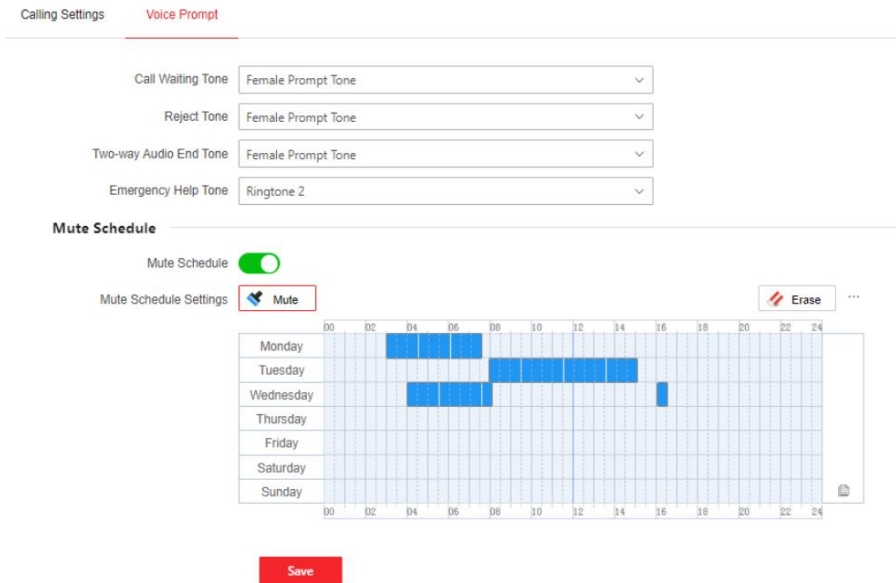 Calling Settings Voice Prompt
Call Waiting Tone Female Prompt Tone
Reject Tone Female Prompt Tone
Two-way Audio End Tone Female Prompt Tone
Emergency Help Tone Ringtone 2
Mute Schedule
Mute Schedule
Mute Schedule Settings Mute Erase ...
00 02 04 06 08 10 12 14 16 18 20 22 24
Monday
Tuesday
Wednesday
Thursday
Friday
Saturday
Sunday
00 02 04 06 08 10 12 14 16 18 20 22 24
Save